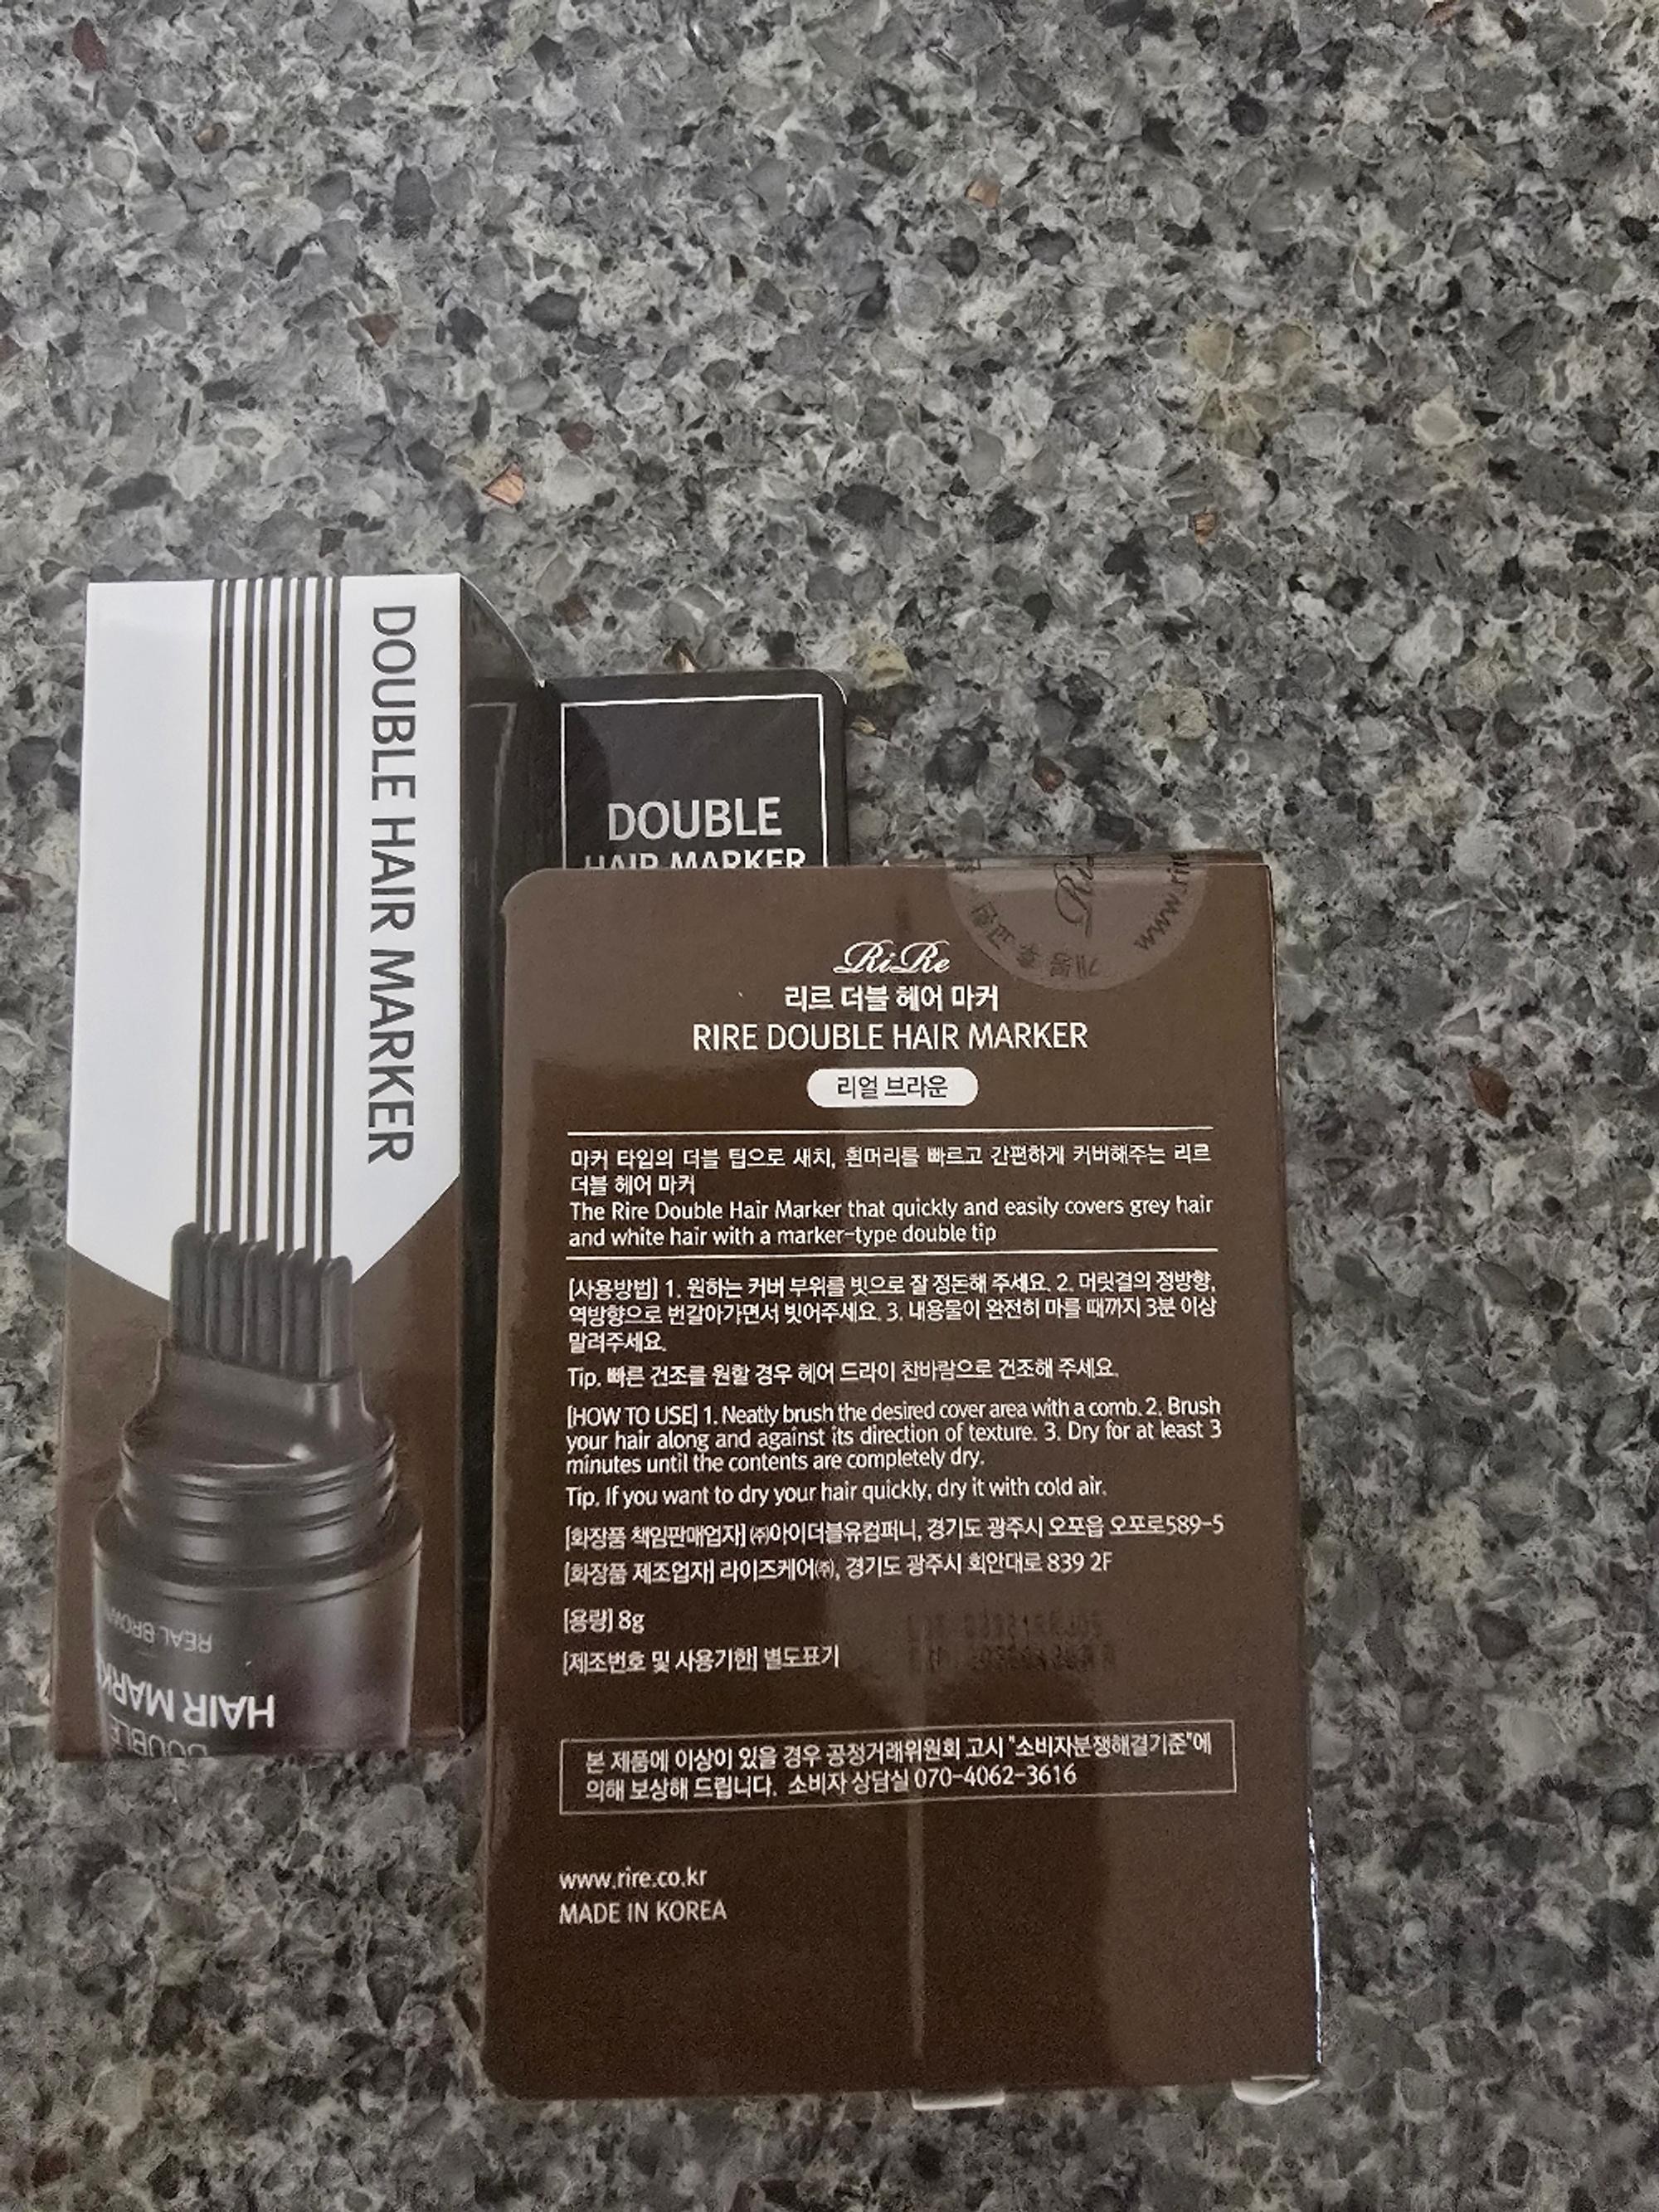 DOUBLE HAIR MARKER
REAL BROWN
HAIR MARK
DOUBLE
DOUBLE
HAIR MARKER
www.ri
RiRe
리르 더블 헤어 마커
RIRE DOUBLE HAIR MARKER
리얼 브라운
마커 타입의 더블 팁으로 새치, 흰머리를 빠르고 간편하게 커버해주는 리르
더블 헤어 마커
The Rire Double Hair Marker that quickly and easily covers grey hair
and white hair with a marker-type double tip
[사용방법] 1. 원하는 커버 부위를 빗으로 잘 정돈해 주세요. 2. 머릿결의 정방향,
역방향으로 번갈아가면서 빗어주세요. 3. 내용물이 완전히 마를 때까지 3분 이상
말려주세요.
Tip. 빠른 건조를 원할 경우 헤어 드라이 찬바람으로 건조해 주세요.
[HOW TO USE] 1. Neatly brush the desired cover area with a comb. 2. Brush
your hair along and against its direction of texture. 3. Dry for at least 3
minutes until the contents are completely dry.
Tip. If you want to dry your hair quickly, dry it with cold air.
[화장품 책임판매업자] ㈜아이더블유컴퍼니, 경기도 광주시 오포읍 오포로589-5
[화장품 제조업자] 라이즈케어㈜, 경기도 광주시 회안대로 839 2F
[용량] 8g
[제조번호 및 사용기한] 별도표기
본 제품에 이상이 있을 경우 공정거래위원회 고시 "소비자분쟁해결기준"에
의해 보상해 드립니다. 소비자 상담실 070-4062-3616
www.rire.co.kr
MADE IN KOREA